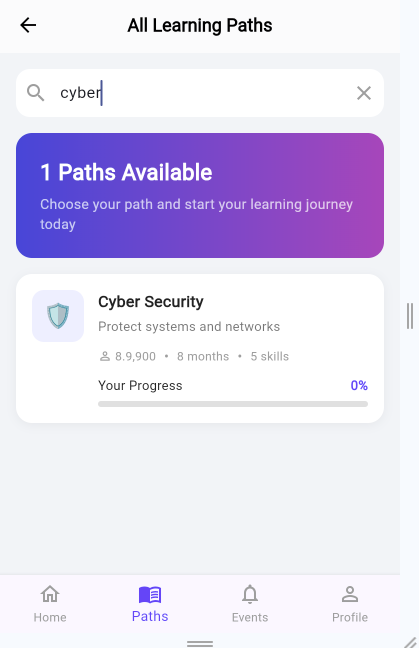 All Learning Paths
cyber
1 Paths Available
Choose your path and start your learning journey
today
Cyber Security
Protect systems and networks
8.9,900 • 8 months • 5 skills
Your Progress 0%
Home Paths Events Profile